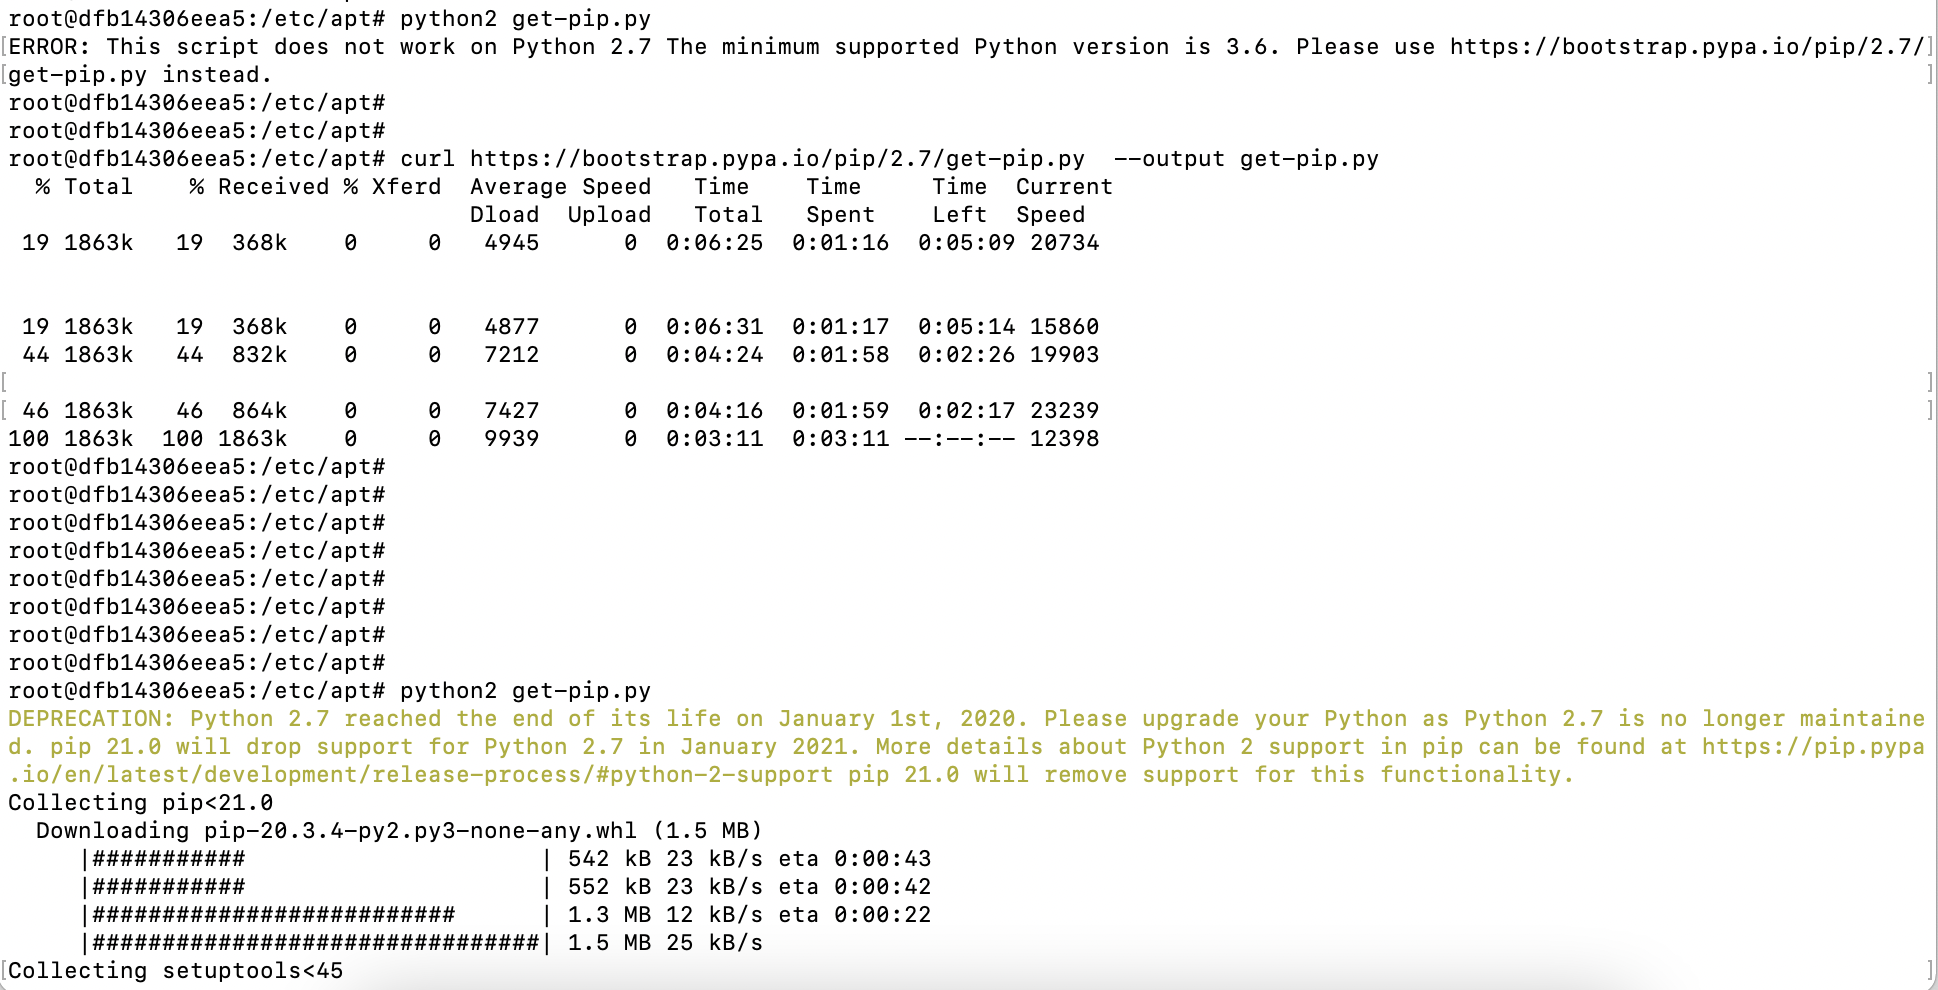 root@dfb14306eea5:/etc/apt# python2 get-pip.py
[ERROR: This script does not work on Python 2.7 The minimum supported Python version is 3.6. Please use https://bootstrap.pypa.io/pip/2.7/]
[get-pip.py instead. ]
root@dfb14306eea5:/etc/apt#
root@dfb14306eea5:/etc/apt#
root@dfb14306eea5:/etc/apt# curl https://bootstrap.pypa.io/pip/2.7/get-pip.py  --output get-pip.py
  % Total    % Received % Xferd  Average Speed   Time    Time     Time  Current
                                 Dload  Upload   Total   Spent    Left  Speed
 19 1863k   19  368k    0     0   4945      0  0:06:25  0:01:16  0:05:09 20734
 19 1863k   19  368k    0     0   4877      0  0:06:31  0:01:17  0:05:14 15860
 44 1863k   44  832k    0     0   7212      0  0:04:24  0:01:58  0:02:26 19903
[ ]
[ 46 1863k   46  864k    0     0   7427      0  0:04:16  0:01:59  0:02:17 23239 ]
100 1863k  100 1863k    0     0   9939      0  0:03:11  0:03:11 --:--:-- 12398
root@dfb14306eea5:/etc/apt#
root@dfb14306eea5:/etc/apt#
root@dfb14306eea5:/etc/apt#
root@dfb14306eea5:/etc/apt#
root@dfb14306eea5:/etc/apt#
root@dfb14306eea5:/etc/apt#
root@dfb14306eea5:/etc/apt#
root@dfb14306eea5:/etc/apt#
root@dfb14306eea5:/etc/apt# python2 get-pip.py
DEPRECATION: Python 2.7 reached the end of its life on January 1st, 2020. Please upgrade your Python as Python 2.7 is no longer maintaine
d. pip 21.0 will drop support for Python 2.7 in January 2021. More details about Python 2 support in pip can be found at https://pip.pypa
.io/en/latest/development/release-process/#python-2-support pip 21.0 will remove support for this functionality.
Collecting pip<21.0
  Downloading pip-20.3.4-py2.py3-none-any.whl (1.5 MB)
     |###########                     | 542 kB 23 kB/s eta 0:00:43
     |###########                     | 552 kB 23 kB/s eta 0:00:42
     |##########################      | 1.3 MB 12 kB/s eta 0:00:22
     |################################| 1.5 MB 25 kB/s
[Collecting setuptools<45 ]